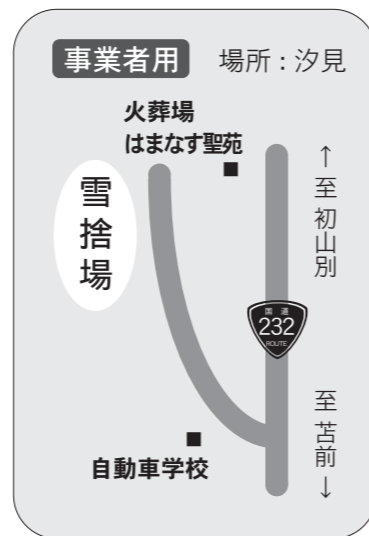 事業者用 場所:汐見
火葬場
はまなす聖苑
■
雪捨場
↑至 初山別
国道
232
ROUTE
至 苫前↓
■
自動車学校